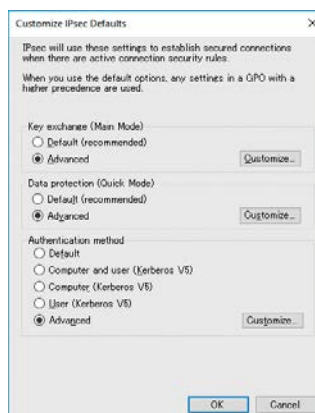 Customize IPsec Defaults
IPsec will use these settings to establish secured connections
when there are active connection security rules.
When you use the default options, any settings in a GPO with a
higher precedence are used.
Key exchange (Main Mode)
Default (recommended)
Advanced
Customize...
Data protection (Quick Mode)
Default (recommended)
Advanced
Customize...
Authentication method
Default
Computer and user (Kerberos V5)
Computer (Kerberos V5)
User (Kerberos V5)
Advanced
Customize...
OK
Cancel